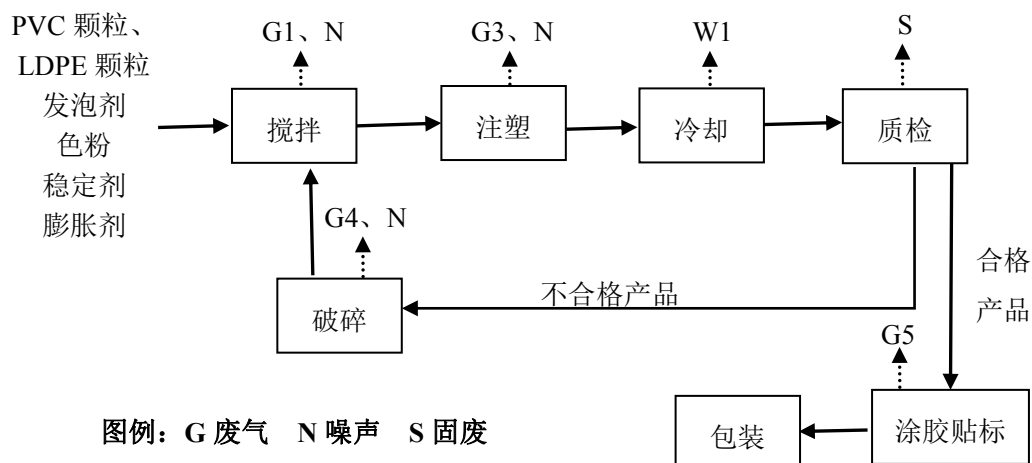 PVC 颗粒、
LDPE 颗粒
发泡剂
色粉
稳定剂
膨胀剂
G1、N
G3、N
W1
S
搅拌
注塑
冷却
质检
G4、N
破碎
不合格产品
合格
产品
G5
涂胶贴标
包装
图例：G 废气 N 噪声 S 固废